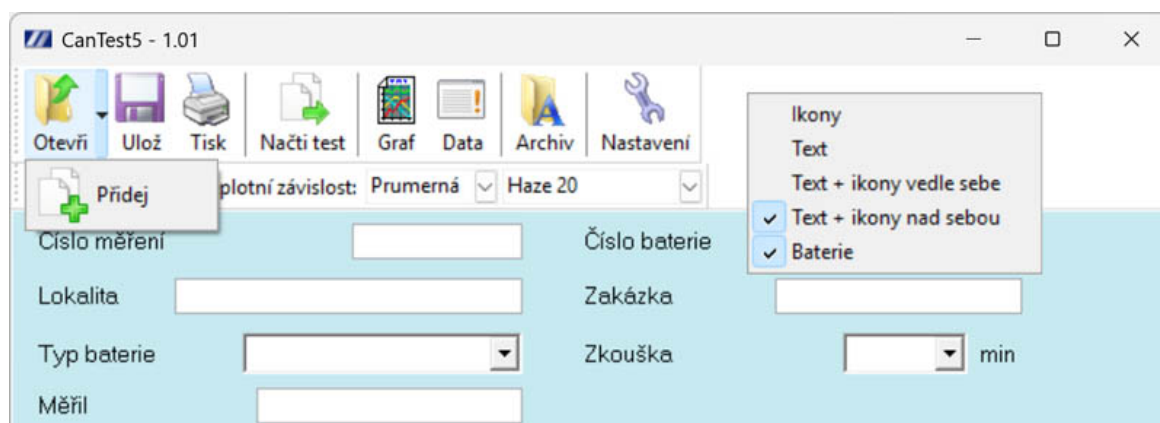 CanTest5 - 1.01
Otevři Ulož Tisk Načti test Graf Data Archiv Nastavení
Přidej
plotní závislost: Prumerná Haze 20
Ikony
Text
Text + ikony vedle sebe
Text + ikony nad sebou
Baterie
Číslo měření Číslo baterie
Lokalita Zakázka
Typ baterie Zkouška min
Měřil